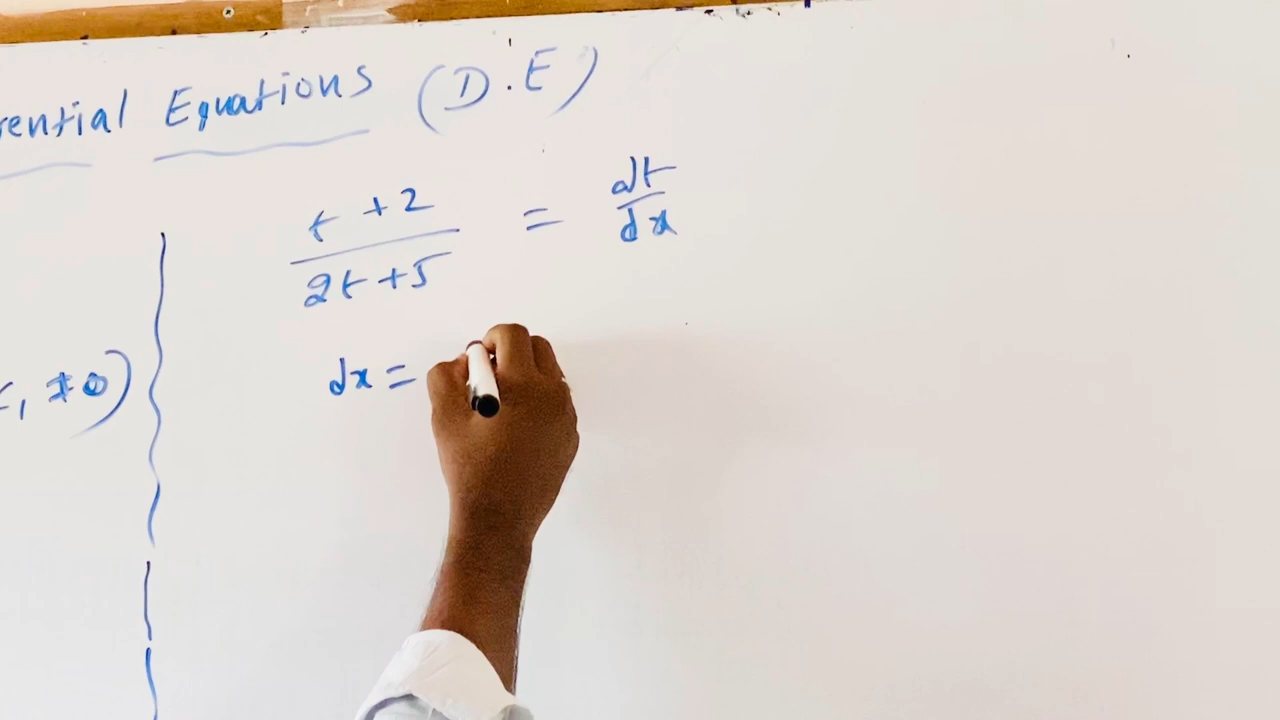 rential Equations (D.E)
t + 2 = dt
2t + 5 dx
dx =
, ≠ 0)